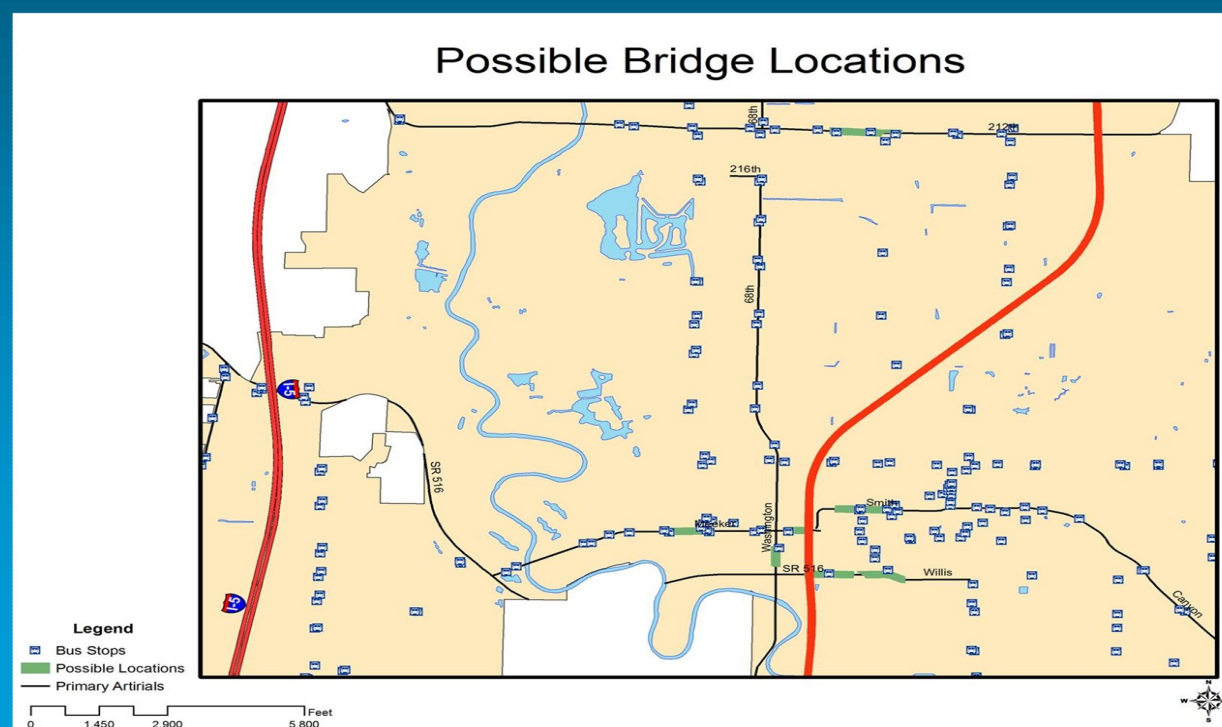 Possible Bridge Locations
68th
212th
216th
68th
I-5
SR 516
Smith
Meeker
Washington
SR 516
Willis
Canyon
I-5
Legend
Bus Stops
Possible Locations
Primary Artirials
Feet
0 1,450 2,900 5,800
N
W E
S